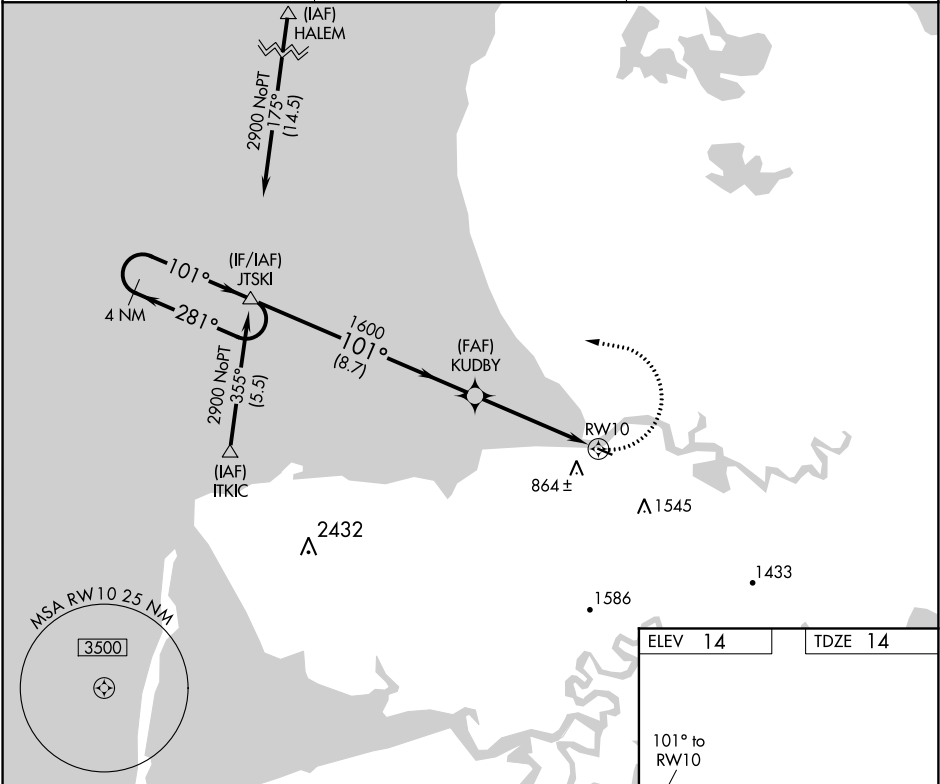 (IAF)
HALEM
2900 NoPT
175°
(14.5)
(IF/IAF)
JTSKI
101°
281°
4 NM
1600
101°
(8.7)
(FAF)
KUDBY
2900 NoPT
355°
(5.5)
(IAF)
ITKIC
RW10
864 ±
1545
2432
1433
1586
MSA RW10 25 NM
3500
ELEV 14
TDZE 14
101° to
RW10